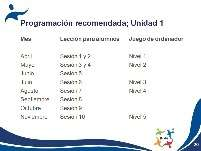 Programación recomendada; Unidad 1
Mes Lección para alumnos Juego de ordenador
Abril Sesión 1 y 2 Nivel 1
Mayo Sesión 3 y 4 Nivel 2
Junio Sesión 5
Julio Sesión 6 Nivel 3
Agosto Sesión 7 Nivel 4
Septiembre Sesión 8
Octubre Sesión 9
Noviembre Sesión 10 Nivel 5